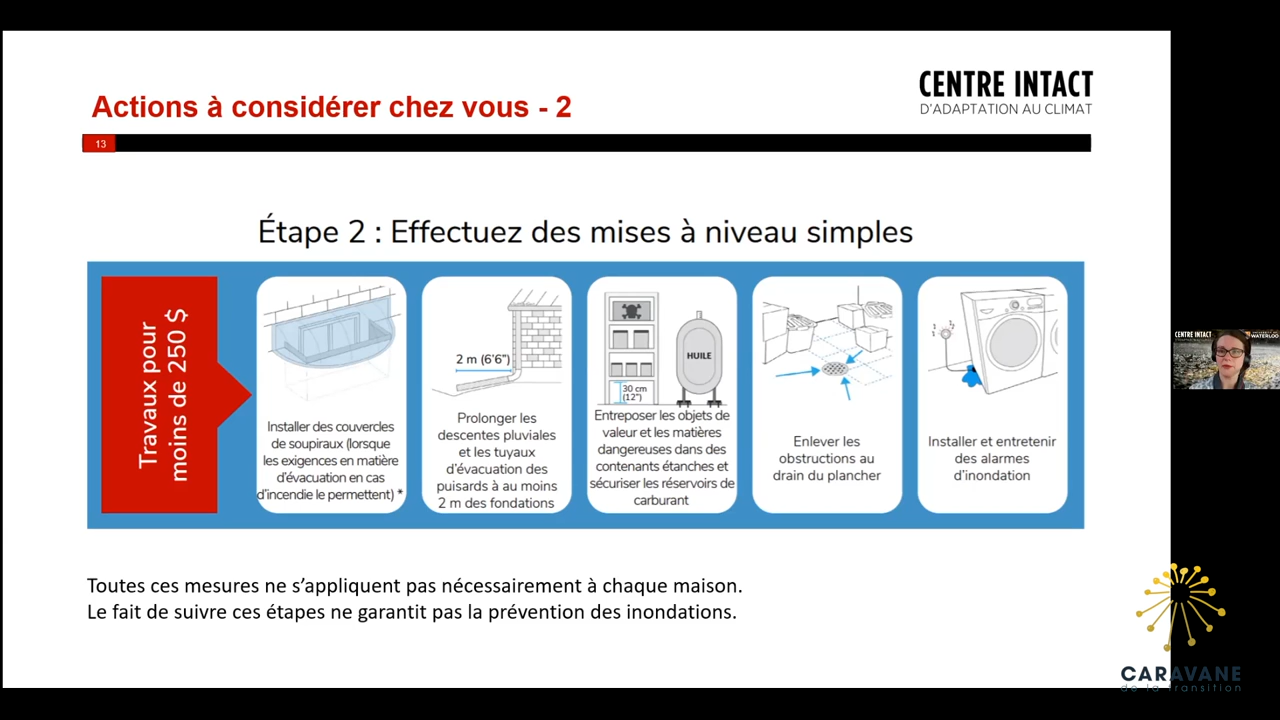 Actions à considérer chez vous - 2
CENTRE INTACT
D'ADAPTATION AU CLIMAT
13
Étape 2 : Effectuez des mises à niveau simples
Travaux pour
moins de 250 $
Installer des couvercles
de soupiraux (lorsque
les exigences en matière
d'évacuation en cas
d'incendie le permettent) *
2 m (6'6")
Prolonger les
descentes pluviales
et les tuyaux
d'évacuation des
puisards à au moins
2 m des fondations
HUILE
30 cm
(12")
Entreposer les objets de
valeur et les matières
dangereuses dans des
contenants étanches et
sécuriser les réservoirs de
carburant
Enlever les
obstructions au
drain du plancher
Installer et entretenir
des alarmes
d'inondation
Toutes ces mesures ne s'appliquent pas nécessairement à chaque maison.
Le fait de suivre ces étapes ne garantit pas la prévention des inondations.
CENTRE INTACT
WATERLOO
CARAVANE
de la transition